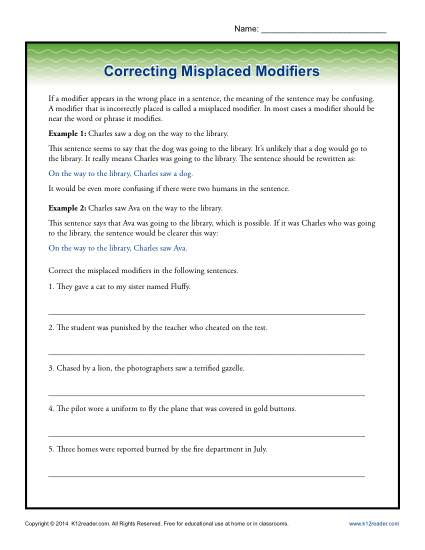 Name: ________________________________
Correcting Misplaced Modifiers
If a modifier appears in the wrong place in a sentence, the meaning of the sentence may be confusing.
A modifier that is incorrectly placed is called a misplaced modifier. In most cases a modifier should be
near the word or phrase it modifies.
Example 1: Charles saw a dog on the way to the library.
This sentence seems to say that the dog was going to the library. It's unlikely that a dog would go to
the library. It really means Charles was going to the library. The sentence should be rewritten as:
On the way to the library, Charles saw a dog.
It would be even more confusing if there were two humans in the sentence.
Example 2: Charles saw Ava on the way to the library.
This sentence says that Ava was going to the library, which is possible. If it was Charles who was going
to the library, the sentence would be clearer this way:
On the way to the library, Charles saw Ava.
Correct the misplaced modifiers in the following sentences.
1. They gave a cat to my sister named Fluffy.
2. The student was punished by the teacher who cheated on the test.
3. Chased by a lion, the photographers saw a terrified gazelle.
4. The pilot wore a uniform to fly the plane that was covered in gold buttons.
5. Three homes were reported burned by the fire department in July.
Copyright © 2014 K12reader.com. All Rights Reserved. Free for educational use at home or in classrooms. www.k12reader.com